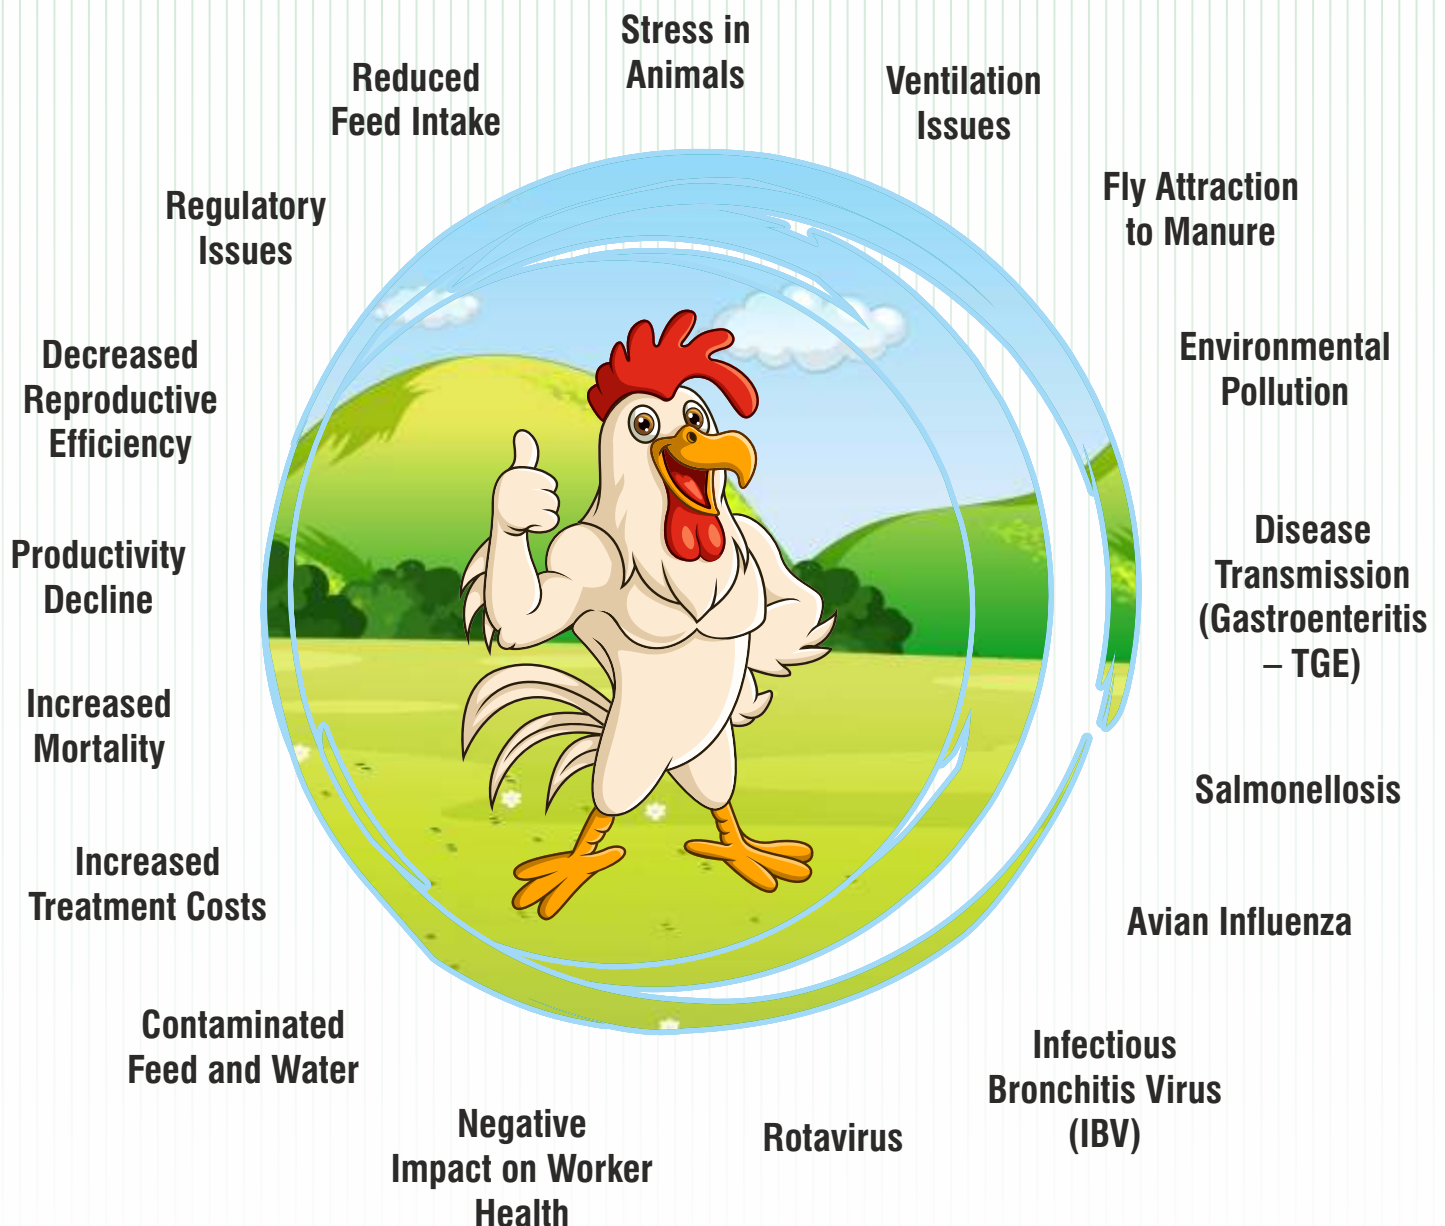 Stress in
Animals
Ventilation
Issues
Fly Attraction
to Manure
Environmental
Pollution
Disease
Transmission
(Gastroenteritis
– TGE)
Salmonellosis
Avian Influenza
Infectious
Bronchitis Virus
(IBV)
Rotavirus
Negative
Impact on Worker
Health
Contaminated
Feed and Water
Increased
Treatment Costs
Increased
Mortality
Productivity
Decline
Decreased
Reproductive
Efficiency
Regulatory
Issues
Reduced
Feed Intake